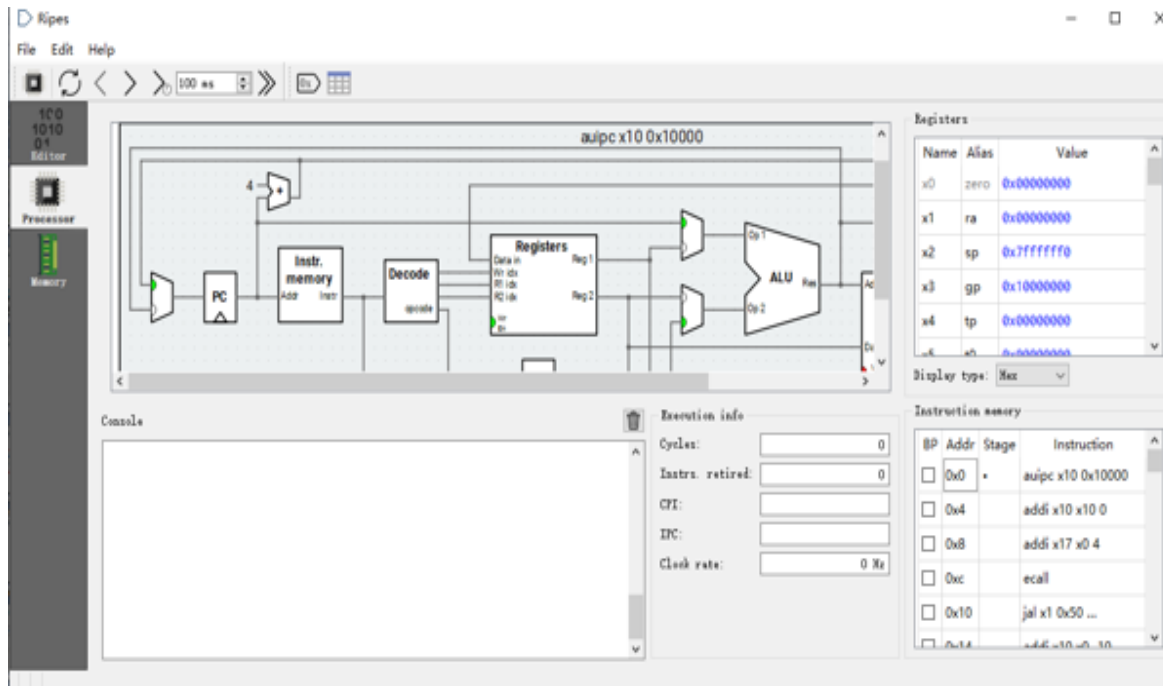 Ripes
File Edit Help
100 ms
0x
Editor
Processor
Memory
auipc x10 0x10000
4
+
PC
Instr. memory
Addr Instr
Decode
opcode
Registers
Data in Reg 1
Wr idx
R1 idx
R2 idx Reg 2
Op 1
ALU Res
Op 2
Registers
Name Alias Value
x0 zero 0x00000000
x1 ra 0x00000000
x2 sp 0x7ffffff0
x3 gp 0x10000000
x4 tp 0x00000000
Display type: Hex
Console
Execution info
Cycles: 0
Instrs. retired: 0
CPI:
IPC:
Clock rate: 0 Hz
Instruction memory
BP Addr Stage Instruction
0x0 • auipc x10 0x10000
0x4 addi x10 x10 0
0x8 addi x17 x0 4
0xc ecall
0x10 jal x1 0x50 ...